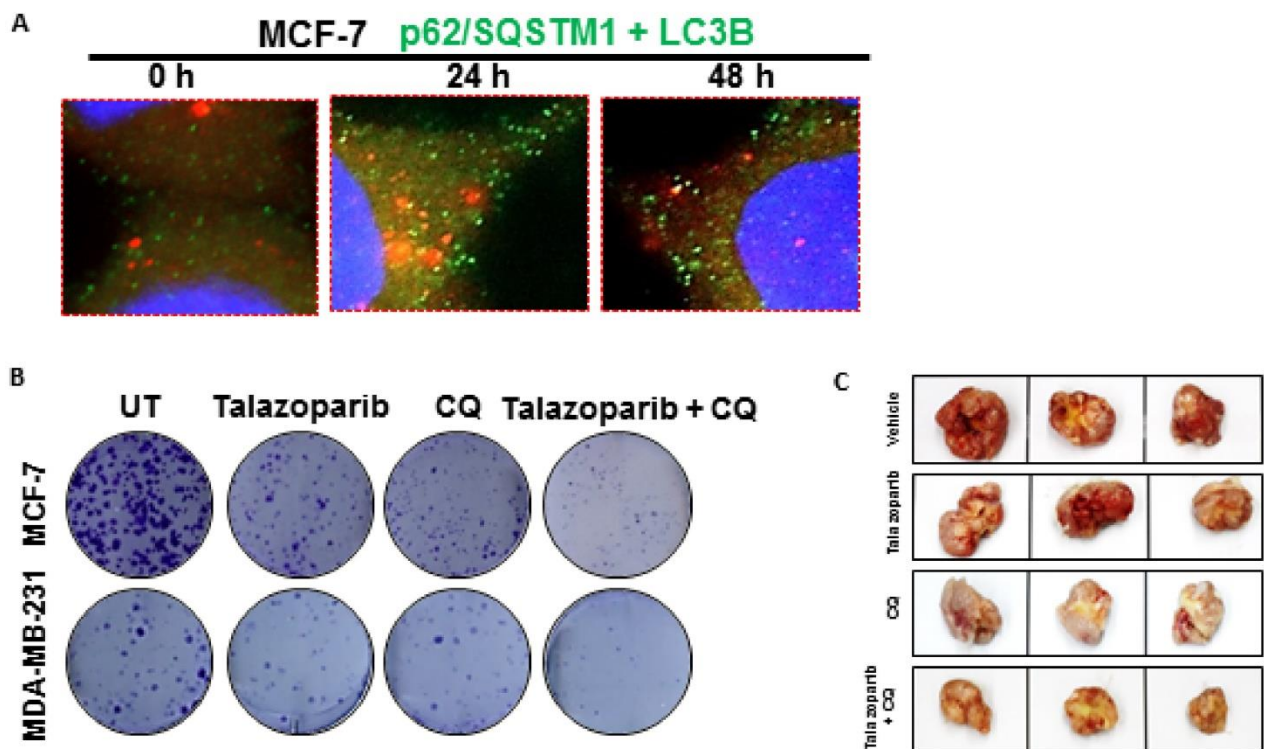 A
MCF-7 p62/SQSTM1 + LC3B
0 h 24 h 48 h
B
UT Talazoparib CQ Talazoparib + CQ
MCF-7
MDA-MB-231
C
Vehicle
Talazoparib
CQ
Talazoparib
+ CQ